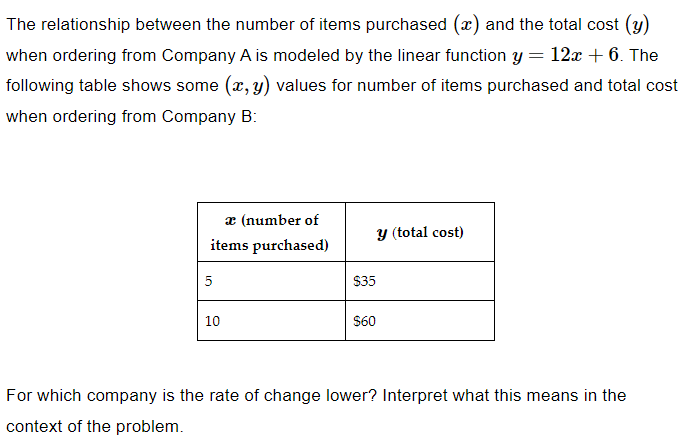 The relationship between the number of items purchased (x) and the total cost (y)
when ordering from Company A is modeled by the linear function y = 12x + 6. The
following table shows some (x, y) values for number of items purchased and total cost
when ordering from Company B:
x (number of
items purchased)
y (total cost)
5
$35
10
$60
For which company is the rate of change lower? Interpret what this means in the
context of the problem.